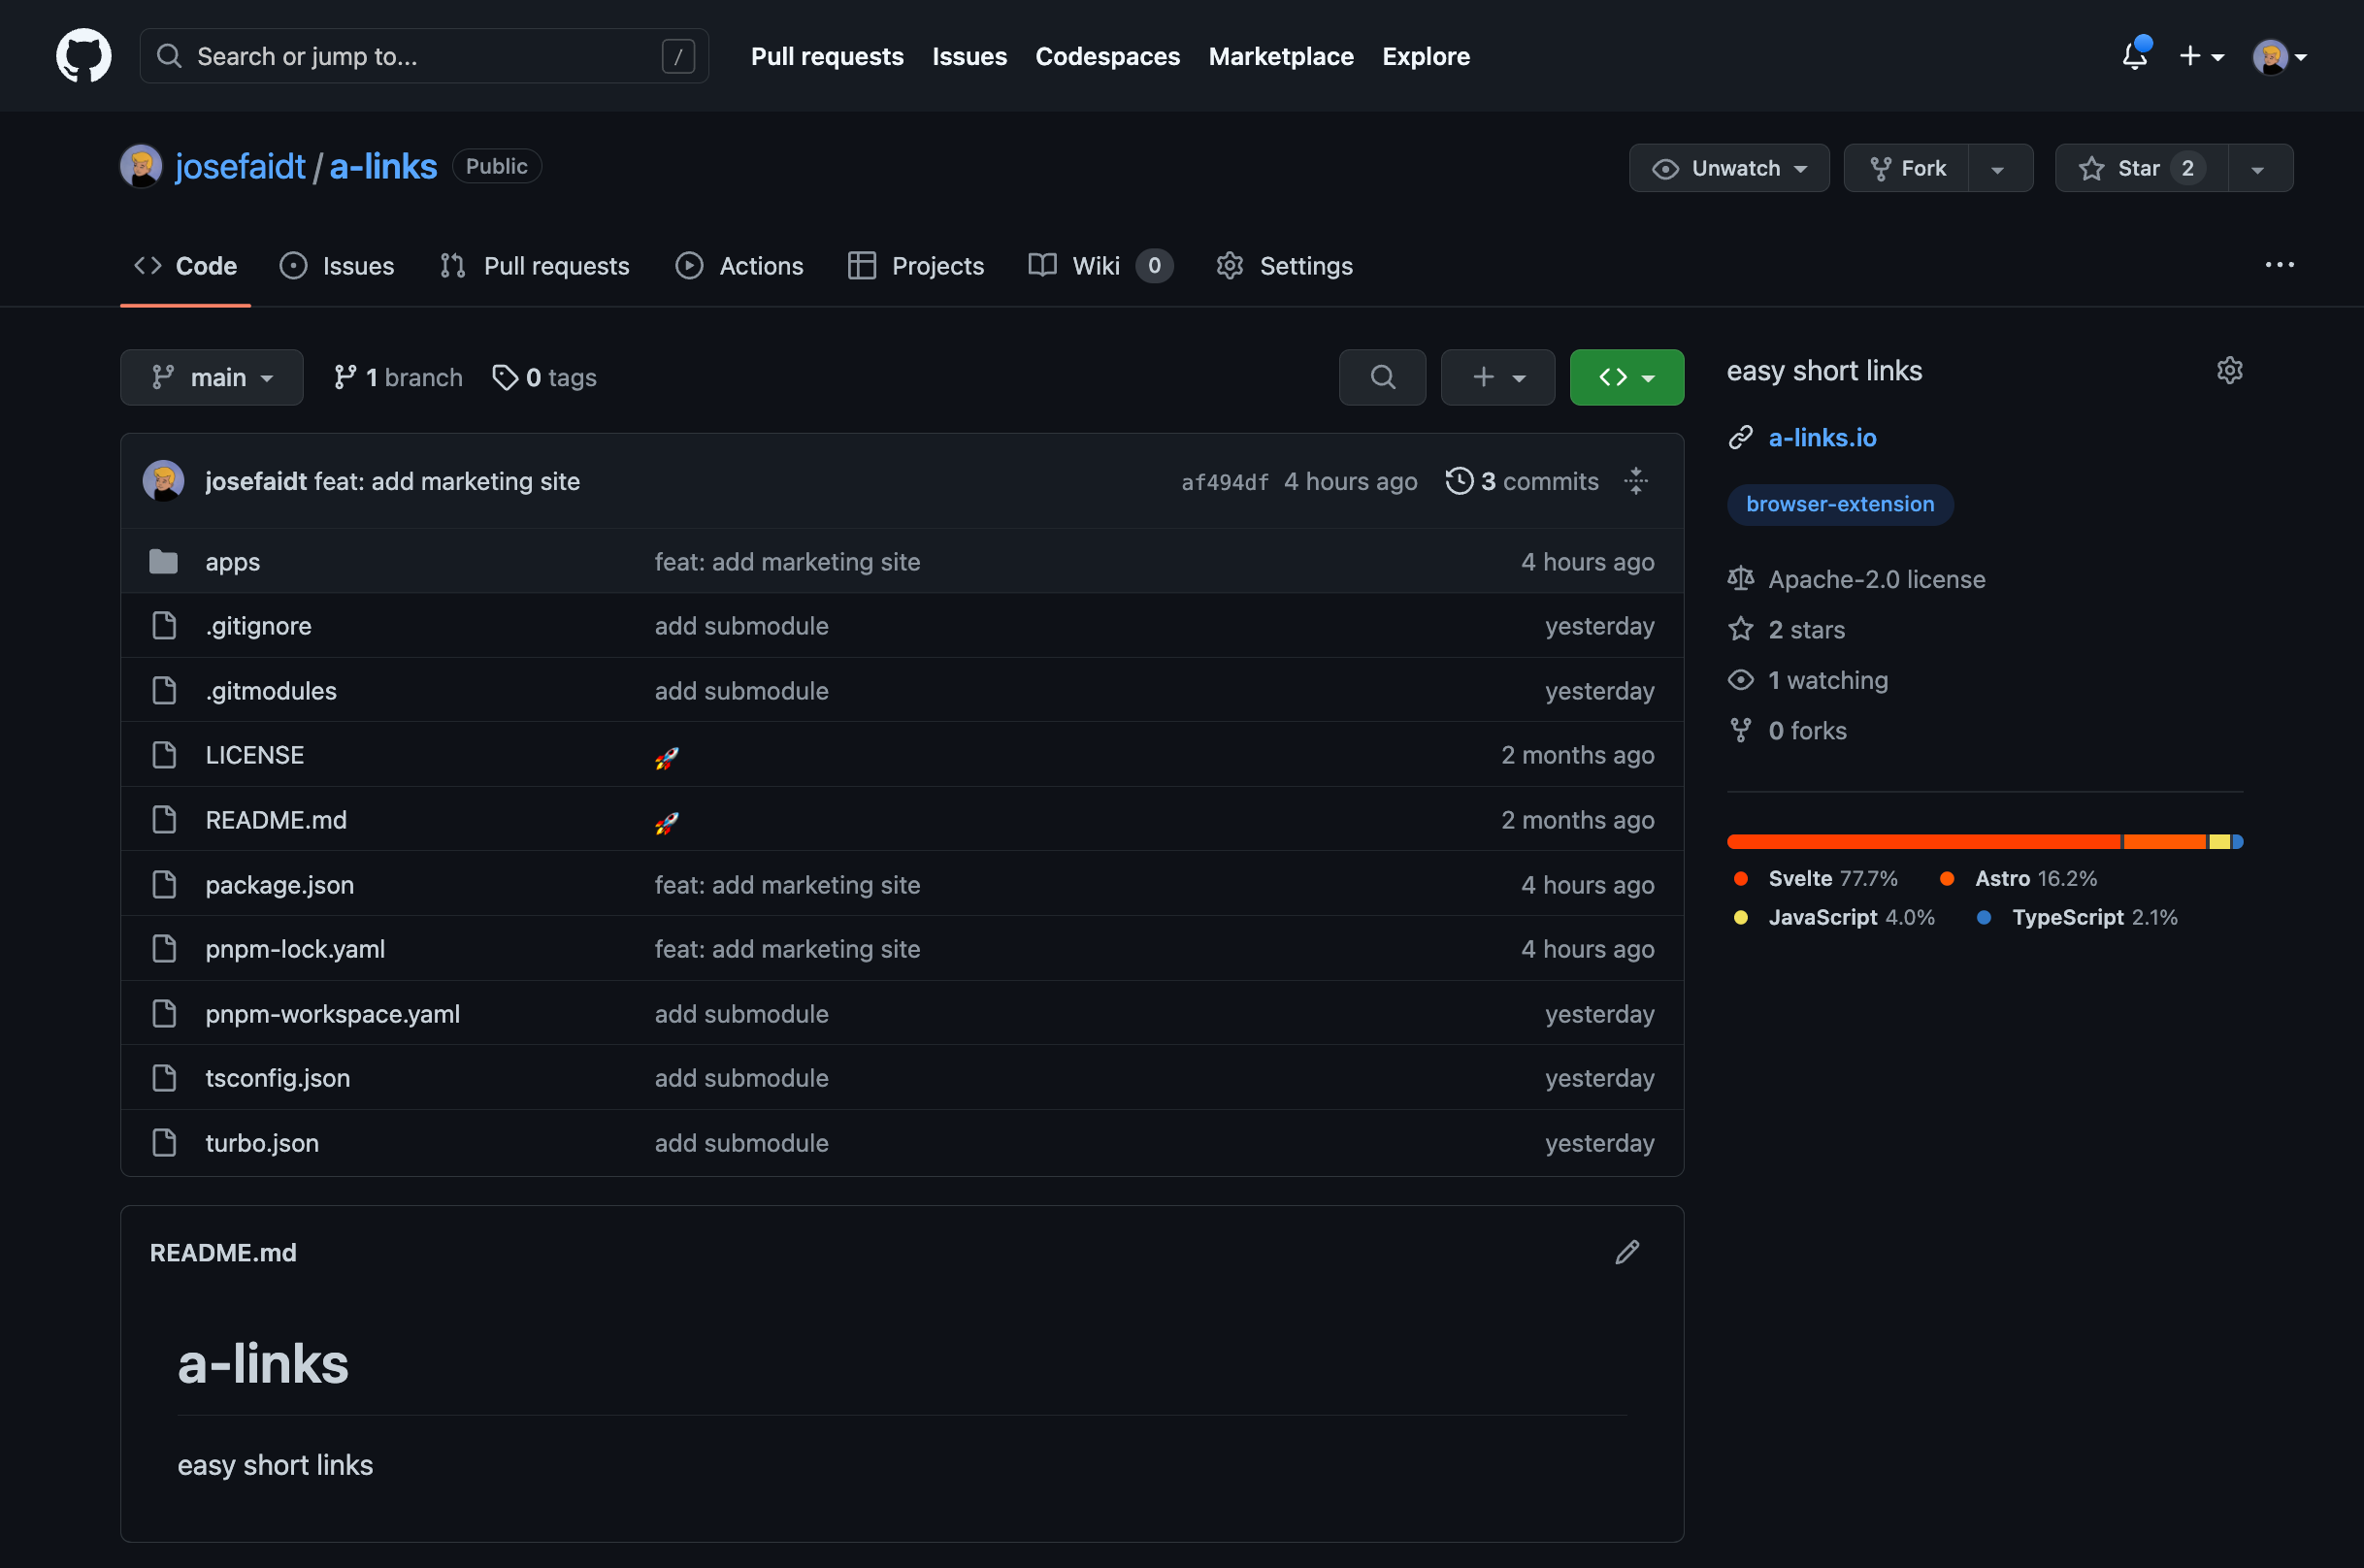 Search or jump to... /
Pull requests Issues Codespaces Marketplace Explore
josefaidt / a-links Public
Unwatch Fork Star 2
Code Issues Pull requests Actions Projects Wiki 0 Settings
main 1 branch 0 tags
josefaidt feat: add marketing site af494df 4 hours ago 3 commits
apps feat: add marketing site 4 hours ago
.gitignore add submodule yesterday
.gitmodules add submodule yesterday
LICENSE 🚀 2 months ago
README.md 🚀 2 months ago
package.json feat: add marketing site 4 hours ago
pnpm-lock.yaml feat: add marketing site 4 hours ago
pnpm-workspace.yaml add submodule yesterday
tsconfig.json add submodule yesterday
turbo.json add submodule yesterday
README.md
a-links
easy short links
easy short links
a-links.io
browser-extension
Apache-2.0 license
2 stars
1 watching
0 forks
Svelte 77.7% Astro 16.2%
JavaScript 4.0% TypeScript 2.1%